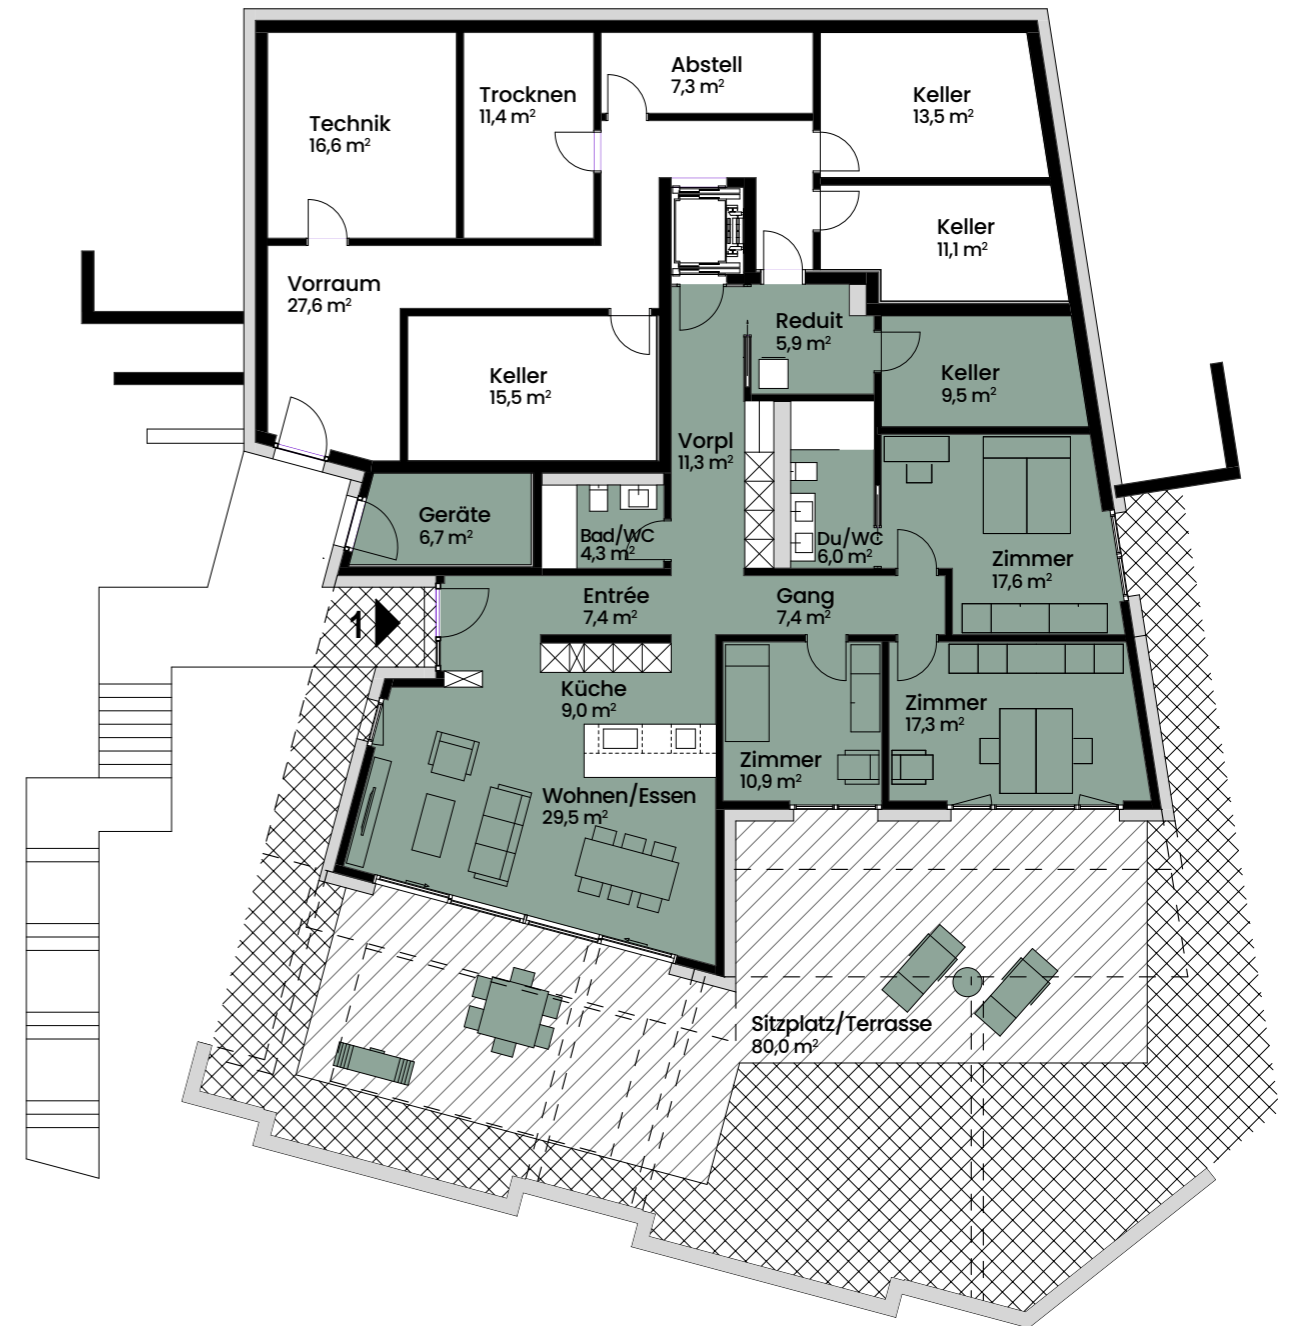 Abstell
7,3 m²
Trocknen
11,4 m²
Keller
13,5 m²
Technik
16,6 m²
Keller
11,1 m²
Vorraum
27,6 m²
Reduit
5,9 m²
Keller
15,5 m²
Keller
9,5 m²
Vorpl
11,3 m²
Geräte
6,7 m²
Bad/WC
4,3 m²
Du/WC
6,0 m²
Zimmer
17,6 m²
Entrée
7,4 m²
Gang
7,4 m²
1
Küche
9,0 m²
Zimmer
17,3 m²
Zimmer
10,9 m²
Wohnen/Essen
29,5 m²
Sitzplatz/Terrasse
80,0 m²